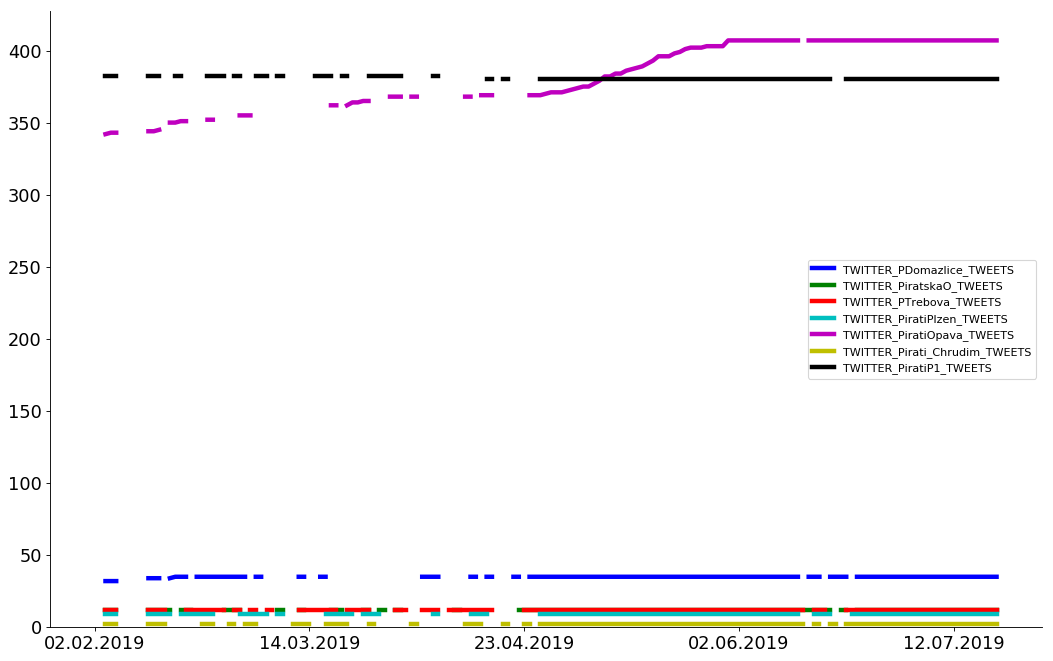 400
350
300
250
200
150
100
50
0
TWITTER_PDomazlice_TWEETS
TWITTER_PiratskaO_TWEETS
TWITTER_PTrebova_TWEETS
TWITTER_PiratiPlzen_TWEETS
TWITTER_PiratiOpava_TWEETS
TWITTER_Pirati_Chrudim_TWEETS
TWITTER_PiratiP1_TWEETS
02.02.2019 14.03.2019 23.04.2019 02.06.2019 12.07.2019